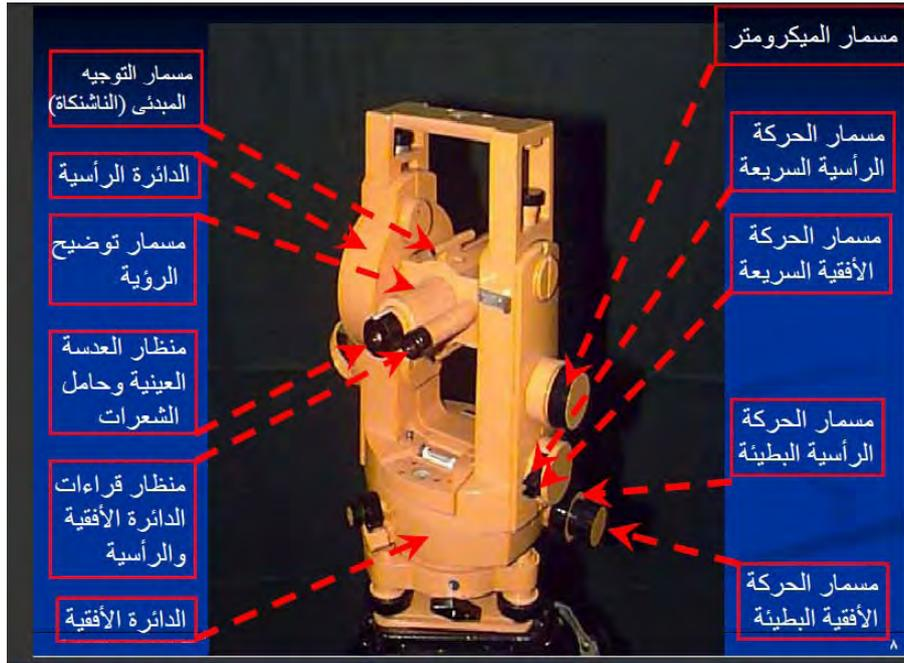 مسمار الميكرومتر
مسمار الحركة
الرأسية السريعة
مسمار الحركة
الأفقية السريعة
مسمار الحركة
الرأسية البطيئة
مسمار الحركة
الأفقية البطيئة
مسمار التوجيه
المبدئى (الناشنكاة)
الدائرة الرأسية
مسمار توضيح
الرؤية
منظار العدسة
العينية وحامل
الشعرات
منظار قراءات
الدائرة الأفقية
والرأسية
الدائرة الأفقية
٨